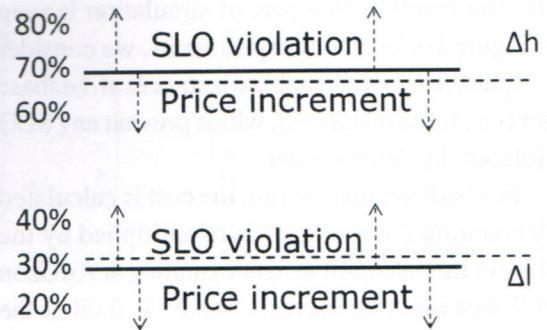 80%
SLO violation
Δh
70%
Price increment
60%
40%
SLO violation
30%
Δl
Price increment
20%